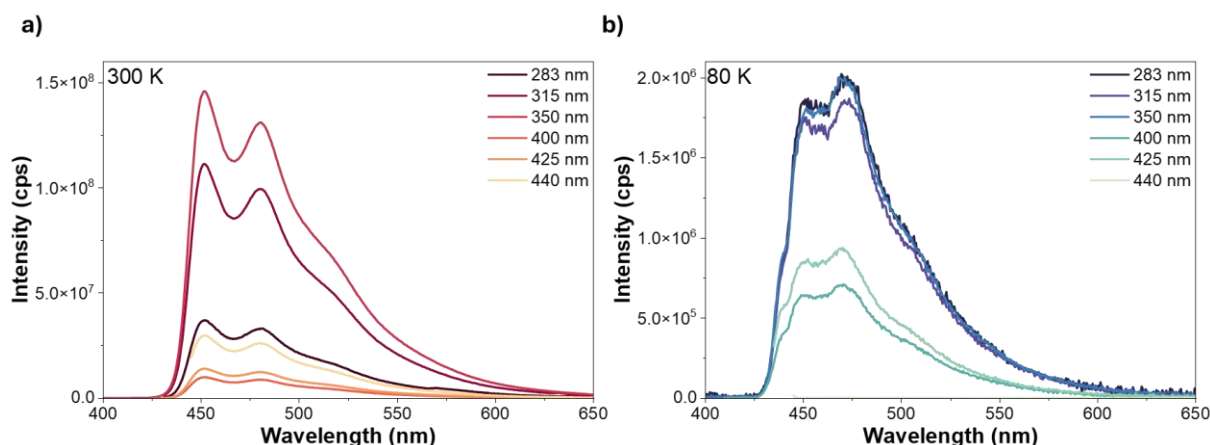 a)
300 K
283 nm
315 nm
350 nm
400 nm
425 nm
440 nm
1.5×10⁸
1.0×10⁸
5.0×10⁷
0.0
400 450 500 550 600 650
Wavelength (nm)
Intensity (cps)
b)
80 K
283 nm
315 nm
350 nm
400 nm
425 nm
440 nm
2.0×10⁶
1.5×10⁶
1.0×10⁶
5.0×10⁵
0.0
400 450 500 550 600 650
Wavelength (nm)
Intensity (cps)